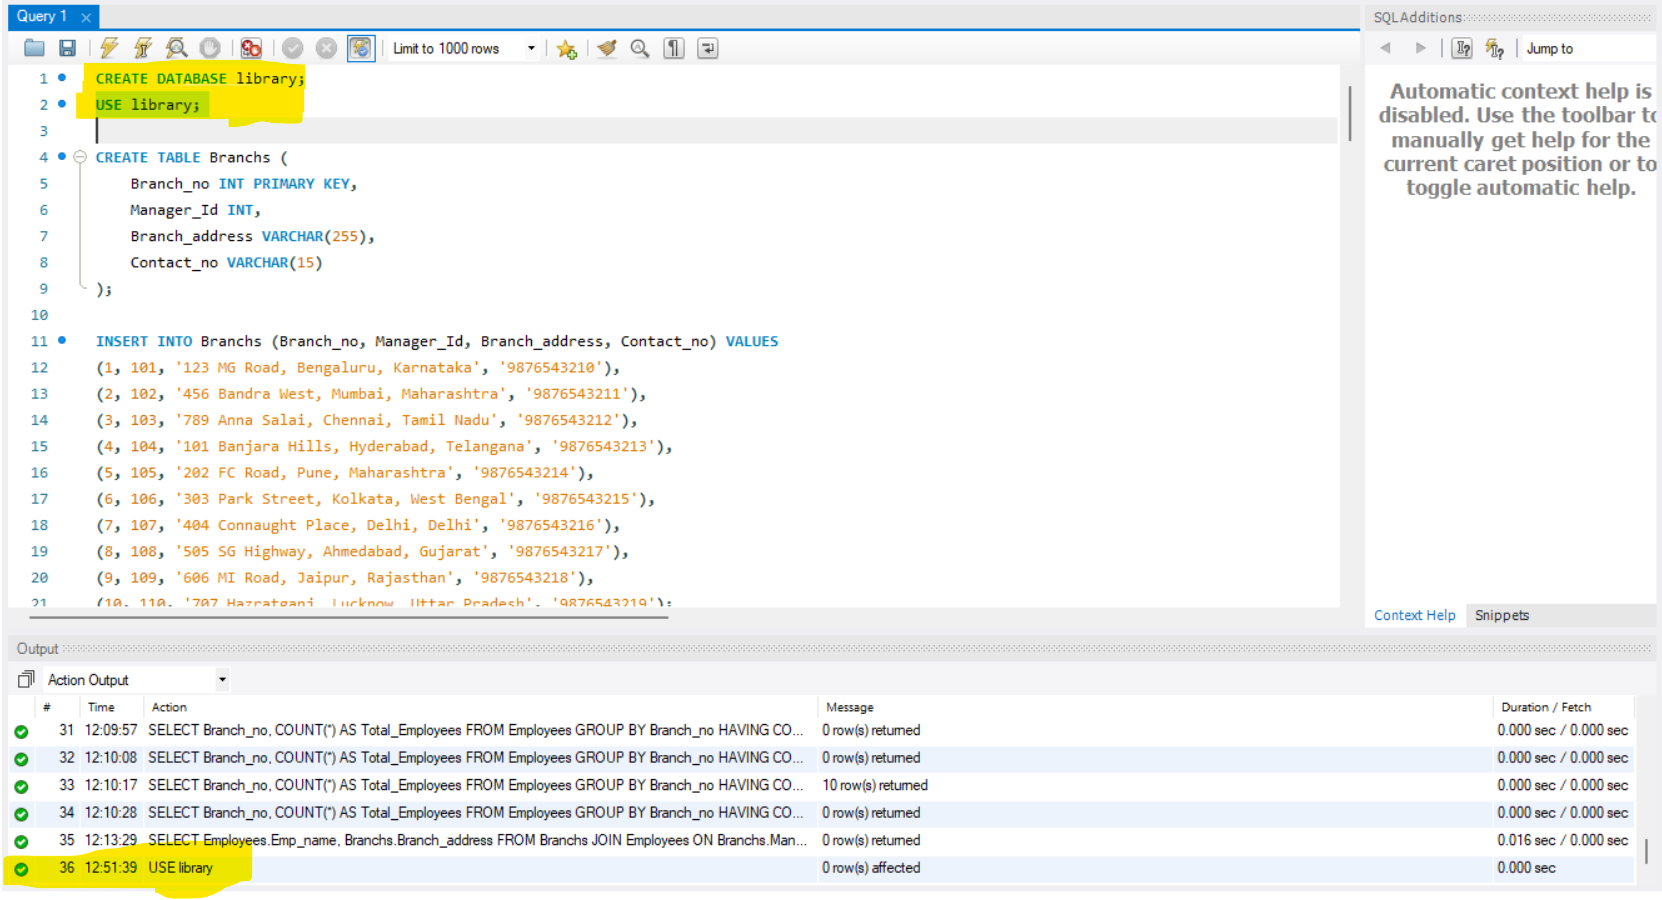 Query 1
SQLAdditions
Limit to 1000 rows
Jump to
1 CREATE DATABASE library;
2 USE library;
3
4 CREATE TABLE Branchs (
5 Branch_no INT PRIMARY KEY,
6 Manager_Id INT,
7 Branch_address VARCHAR(255),
8 Contact_no VARCHAR(15)
9 );
10
11 INSERT INTO Branchs (Branch_no, Manager_Id, Branch_address, Contact_no) VALUES
12 (1, 101, '123 MG Road, Bengaluru, Karnataka', '9876543210'),
13 (2, 102, '456 Bandra West, Mumbai, Maharashtra', '9876543211'),
14 (3, 103, '789 Anna Salai, Chennai, Tamil Nadu', '9876543212'),
15 (4, 104, '101 Banjara Hills, Hyderabad, Telangana', '9876543213'),
16 (5, 105, '202 FC Road, Pune, Maharashtra', '9876543214'),
17 (6, 106, '303 Park Street, Kolkata, West Bengal', '9876543215'),
18 (7, 107, '404 Connaught Place, Delhi, Delhi', '9876543216'),
19 (8, 108, '505 SG Highway, Ahmedabad, Gujarat', '9876543217'),
20 (9, 109, '606 MI Road, Jaipur, Rajasthan', '9876543218'),
21 (10, 110, '707 Hazratganj, Lucknow, Uttar Pradesh', '9876543219');
Automatic context help is
disabled. Use the toolbar to
manually get help for the
current caret position or to
toggle automatic help.
Context Help Snippets
Output
Action Output
# Time Action Message Duration / Fetch
31 12:09:57 SELECT Branch_no, COUNT(*) AS Total_Employees FROM Employees GROUP BY Branch_no HAVING CO... 0 row(s) returned 0.000 sec / 0.000 sec
32 12:10:08 SELECT Branch_no, COUNT(*) AS Total_Employees FROM Employees GROUP BY Branch_no HAVING CO... 0 row(s) returned 0.000 sec / 0.000 sec
33 12:10:17 SELECT Branch_no, COUNT(*) AS Total_Employees FROM Employees GROUP BY Branch_no HAVING CO... 10 row(s) returned 0.000 sec / 0.000 sec
34 12:10:28 SELECT Branch_no, COUNT(*) AS Total_Employees FROM Employees GROUP BY Branch_no HAVING CO... 0 row(s) returned 0.000 sec / 0.000 sec
35 12:13:29 SELECT Employees.Emp_name, Branchs.Branch_address FROM Branchs JOIN Employees ON Branchs.Man... 0 row(s) returned 0.016 sec / 0.000 sec
36 12:51:39 USE library 0 row(s) affected 0.000 sec